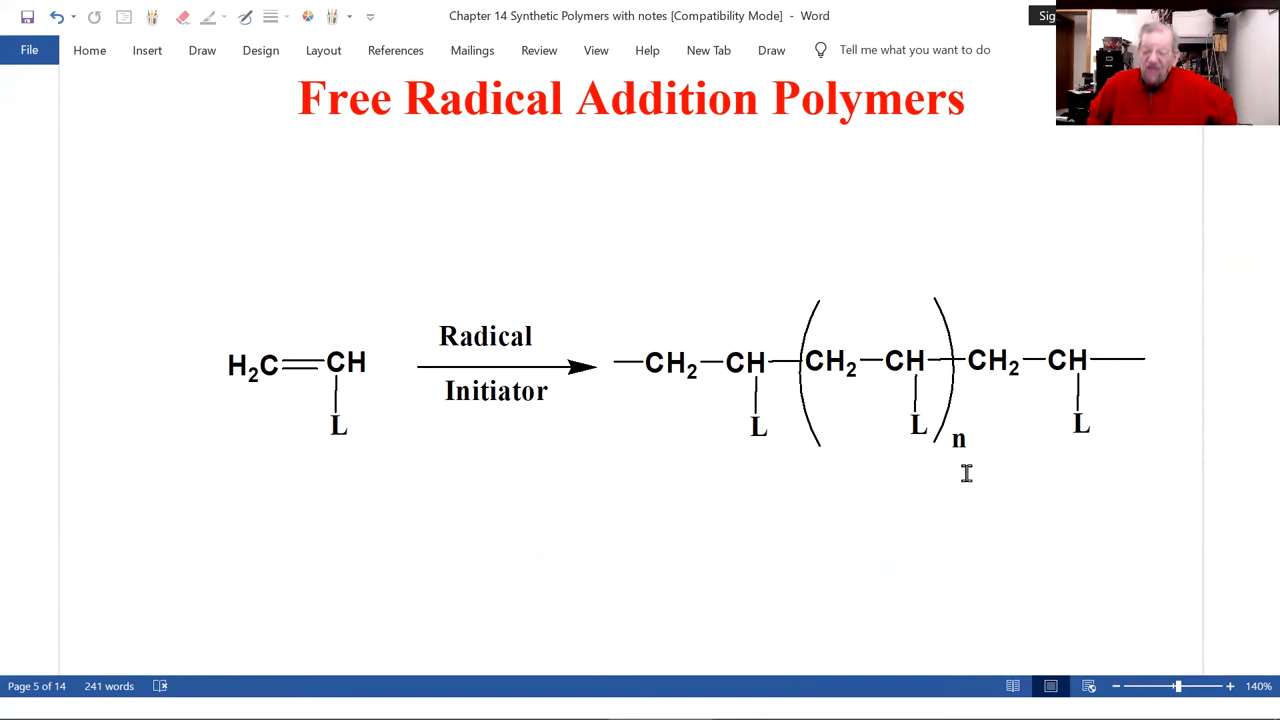 Chapter 14 Synthetic Polymers with notes [Compatibility Mode] - Word
Sig
File Home Insert Draw Design Layout References Mailings Review View Help New Tab Draw Tell me what you want to do
Free Radical Addition Polymers
H₂C=CH
L
Radical
Initiator
—CH₂—CH—(CH₂—CH)—CH₂—CH—
L L n L
Page 5 of 14 241 words 140%